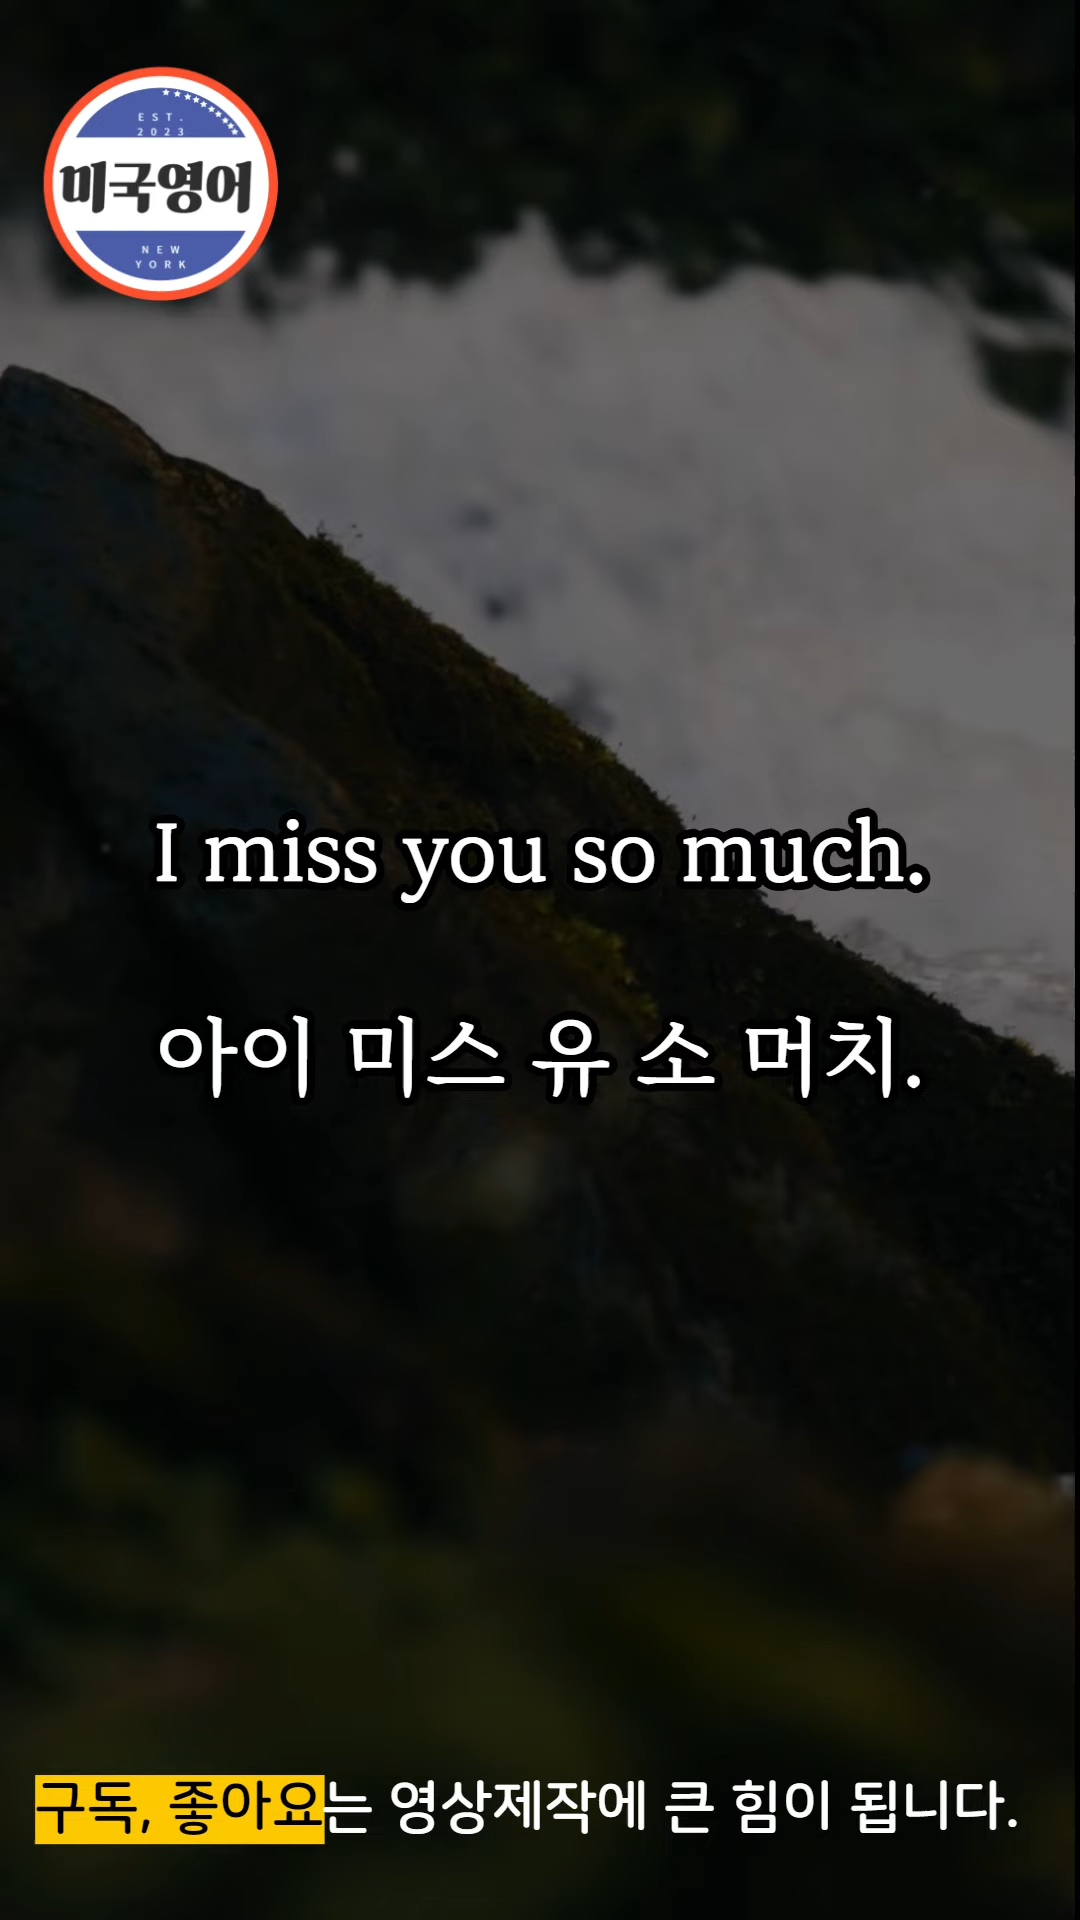 EST.
2023
미국영어
NEW
YORK
I miss you so much.
아이 미스 유 소 머치.
구독, 좋아요는 영상제작에 큰 힘이 됩니다.